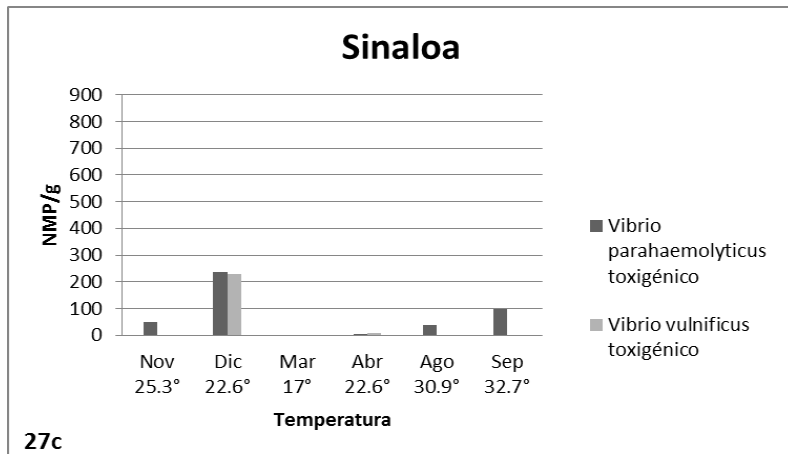 Sinaloa
NMP/g
900
800
700
600
500
400
300
200
100
0
Nov Dic Mar Abr Ago Sep
25.3° 22.6° 17° 22.6° 30.9° 32.7°
Temperatura
Vibrio
parahaemolyticus
toxigénico
Vibrio vulnificus
toxigénico
27c